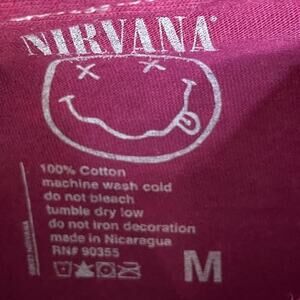 NIRVANA
100% Cotton
machine wash cold
do not bleach
tumble dry low
do not iron decoration
made in Nicaragua
RN# 90355
M